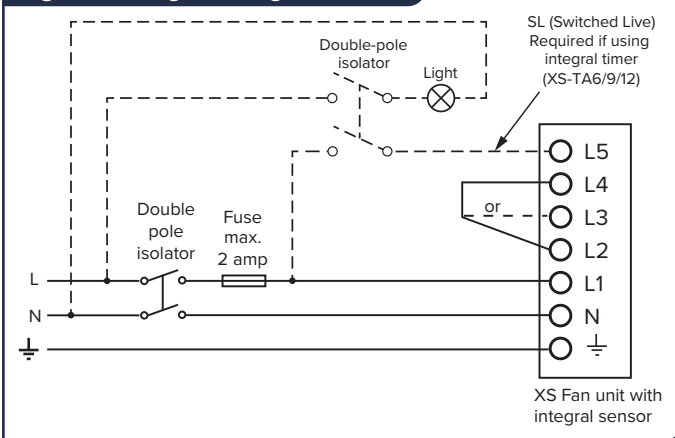 SL (Switched Live)
Required if using
integral timer
(XS-TA6/9/12)
Double-pole
isolator
Light
L5
L4
or
L3
L2
L1
N
Double
pole
isolator
Fuse
max.
2 amp
L
N
XS Fan unit with
integral sensor